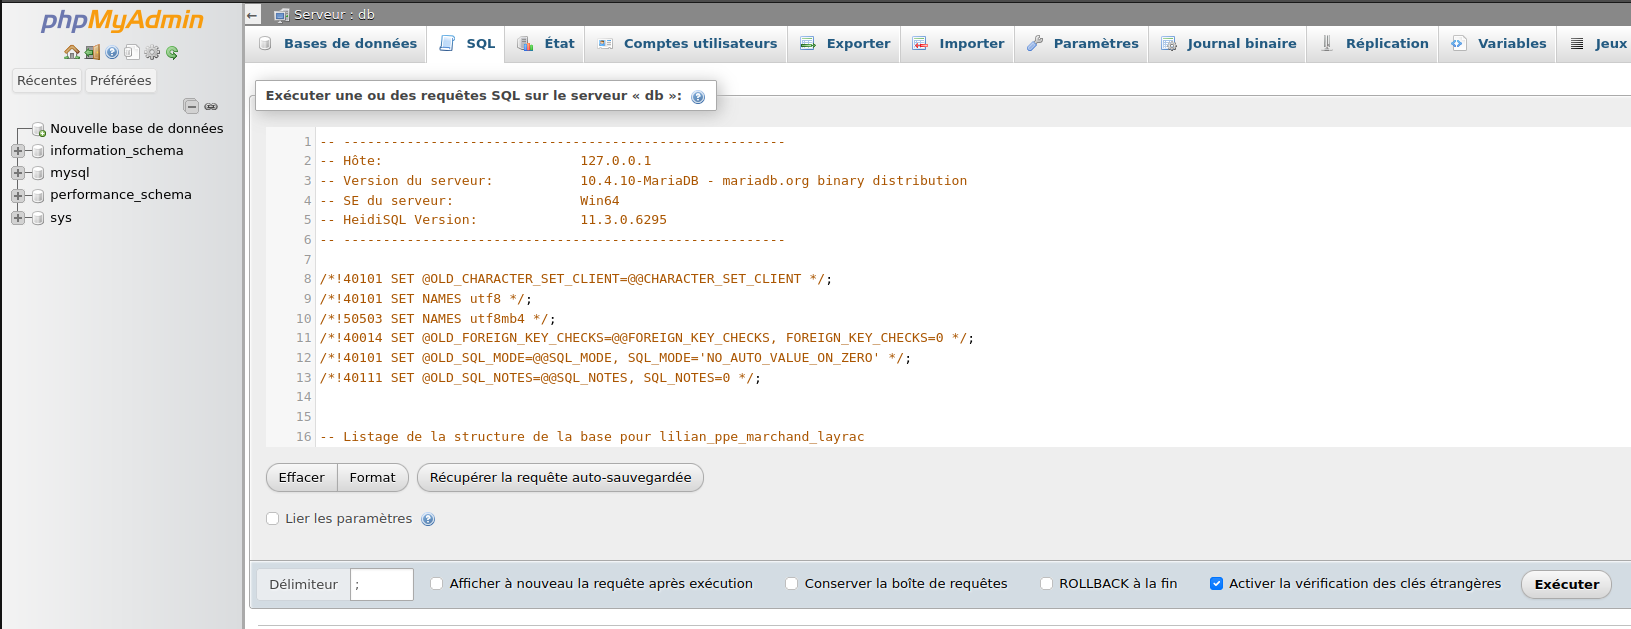 phpMyAdmin
Récentes Préférées
Nouvelle base de données
information_schema
mysql
performance_schema
sys
Serveur : db
Bases de données SQL État Comptes utilisateurs Exporter Importer Paramètres Journal binaire Réplication Variables Jeux
Exécuter une ou des requêtes SQL sur le serveur « db »:
1 -- --------------------------------------------------------
2 -- Hôte: 127.0.0.1
3 -- Version du serveur: 10.4.10-MariaDB - mariadb.org binary distribution
4 -- SE du serveur: Win64
5 -- HeidiSQL Version: 11.3.0.6295
6 -- --------------------------------------------------------
7
8 /*!40101 SET @OLD_CHARACTER_SET_CLIENT=@@CHARACTER_SET_CLIENT */;
9 /*!40101 SET NAMES utf8 */;
10 /*!50503 SET NAMES utf8mb4 */;
11 /*!40014 SET @OLD_FOREIGN_KEY_CHECKS=@@FOREIGN_KEY_CHECKS, FOREIGN_KEY_CHECKS=0 */;
12 /*!40101 SET @OLD_SQL_MODE=@@SQL_MODE, SQL_MODE='NO_AUTO_VALUE_ON_ZERO' */;
13 /*!40111 SET @OLD_SQL_NOTES=@@SQL_NOTES, SQL_NOTES=0 */;
14
15
16 -- Listage de la structure de la base pour lilian_ppe_marchand_layrac
Effacer Format Récupérer la requête auto-sauvegardée
Lier les paramètres
Délimiteur ; Afficher à nouveau la requête après exécution Conserver la boîte de requêtes ROLLBACK à la fin Activer la vérification des clés étrangères Exécuter